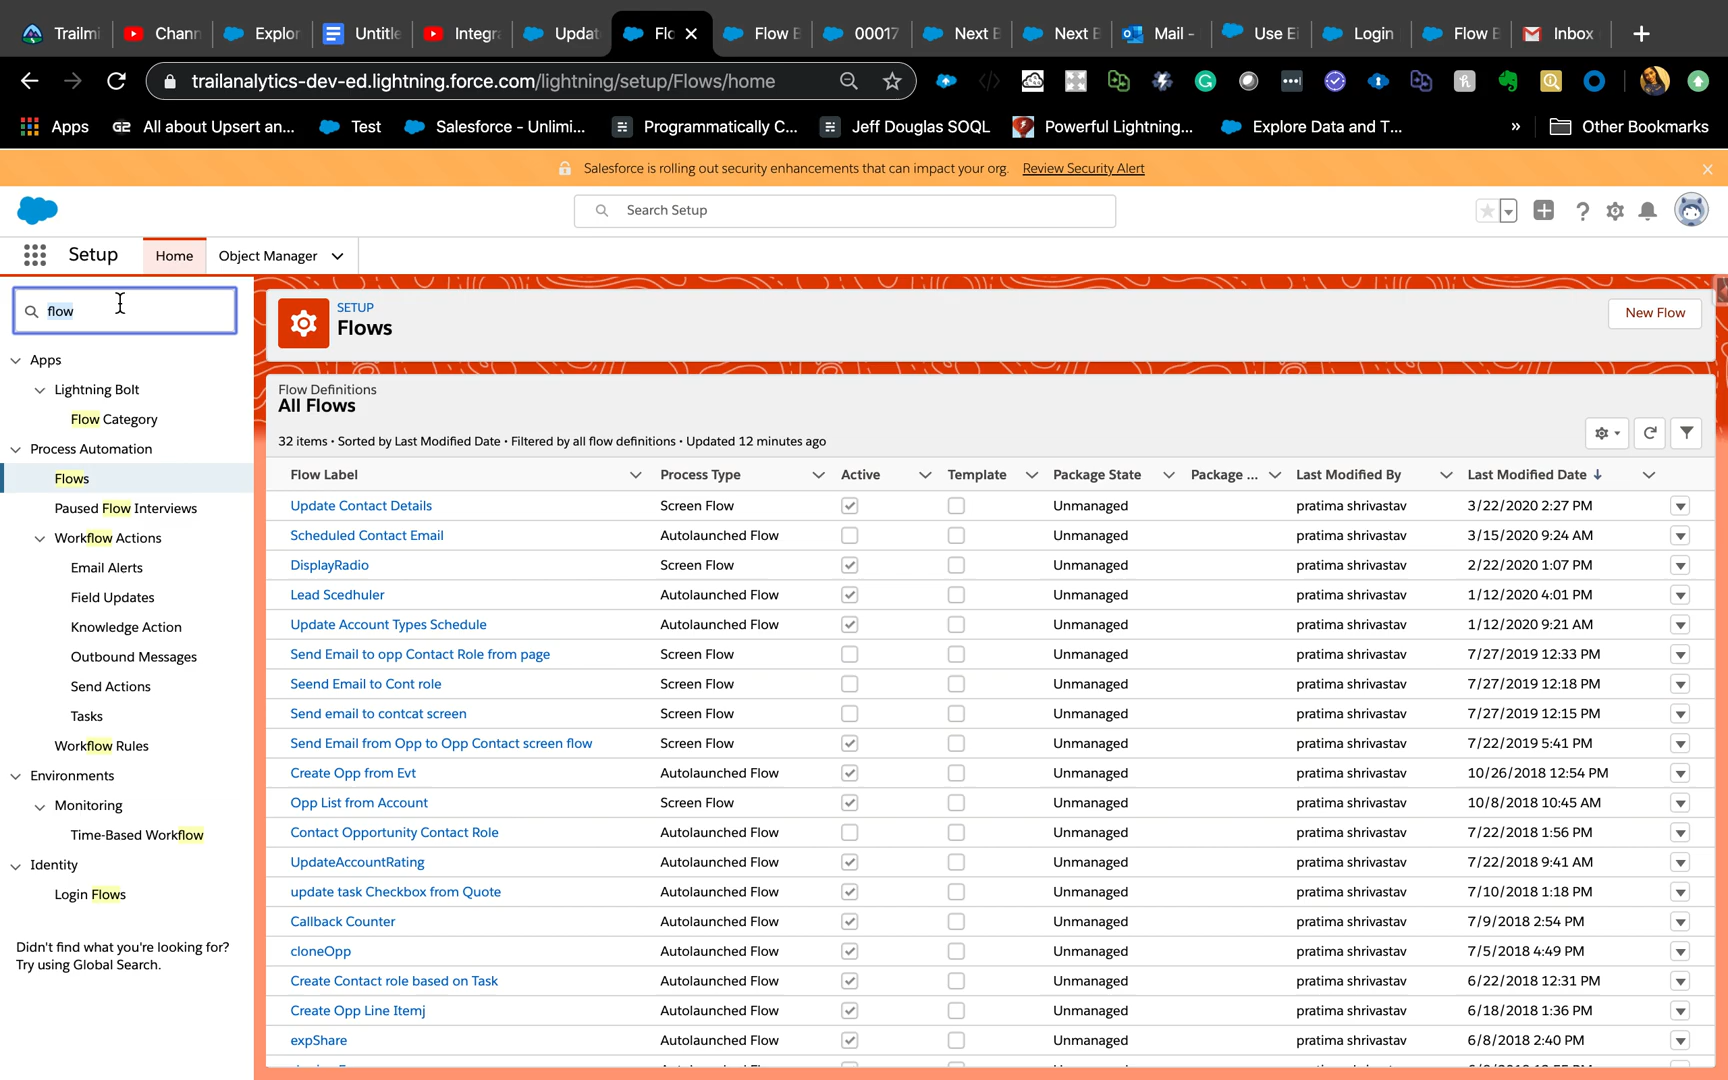 Trailmi
Chann
Explor
Untitle
Integra
Updat
Flo
Flow B
00017
Next E
Next E
Mail -
Use Ei
Login
Flow B
Inbox
trailanalytics-dev-ed.lightning.force.com/lightning/setup/Flows/home
Apps
G2 All about Upsert an...
Test
Salesforce - Unlimi...
Programmatically C...
Jeff Douglas SOQL
Powerful Lightning...
Explore Data and T...
»
Other Bookmarks
Salesforce is rolling out security enhancements that can impact your org. Review Security Alert
Search Setup
Setup
Home
Object Manager
flow
Apps
Lightning Bolt
Flow Category
Process Automation
Flows
Paused Flow Interviews
Workflow Actions
Email Alerts
Field Updates
Knowledge Action
Outbound Messages
Send Actions
Tasks
Workflow Rules
Environments
Monitoring
Time-Based Workflow
Identity
Login Flows
Didn't find what you're looking for?
Try using Global Search.
SETUP
Flows
New Flow
Flow Definitions
All Flows
32 items • Sorted by Last Modified Date • Filtered by all flow definitions • Updated 12 minutes ago
Flow Label Process Type Active Template Package State Package ... Last Modified By Last Modified Date
Update Contact Details Screen Flow Unmanaged pratima shrivastav 3/22/2020 2:27 PM
Scheduled Contact Email Autolaunched Flow Unmanaged pratima shrivastav 3/15/2020 9:24 AM
DisplayRadio Screen Flow Unmanaged pratima shrivastav 2/22/2020 1:07 PM
Lead Scedhuler Autolaunched Flow Unmanaged pratima shrivastav 1/12/2020 4:01 PM
Update Account Types Schedule Autolaunched Flow Unmanaged pratima shrivastav 1/12/2020 9:21 AM
Send Email to opp Contact Role from page Screen Flow Unmanaged pratima shrivastav 7/27/2019 12:33 PM
Seend Email to Cont role Screen Flow Unmanaged pratima shrivastav 7/27/2019 12:18 PM
Send email to contcat screen Screen Flow Unmanaged pratima shrivastav 7/27/2019 12:15 PM
Send Email from Opp to Opp Contact screen flow Screen Flow Unmanaged pratima shrivastav 7/22/2019 5:41 PM
Create Opp from Evt Autolaunched Flow Unmanaged pratima shrivastav 10/26/2018 12:54 PM
Opp List from Account Screen Flow Unmanaged pratima shrivastav 10/8/2018 10:45 AM
Contact Opportunity Contact Role Autolaunched Flow Unmanaged pratima shrivastav 7/22/2018 1:56 PM
UpdateAccountRating Autolaunched Flow Unmanaged pratima shrivastav 7/22/2018 9:41 AM
update task Checkbox from Quote Autolaunched Flow Unmanaged pratima shrivastav 7/10/2018 1:18 PM
Callback Counter Autolaunched Flow Unmanaged pratima shrivastav 7/9/2018 2:54 PM
cloneOpp Autolaunched Flow Unmanaged pratima shrivastav 7/5/2018 4:49 PM
Create Contact role based on Task Autolaunched Flow Unmanaged pratima shrivastav 6/22/2018 12:31 PM
Create Opp Line Itemj Autolaunched Flow Unmanaged pratima shrivastav 6/18/2018 1:36 PM
expShare Autolaunched Flow Unmanaged pratima shrivastav 6/8/2018 2:40 PM